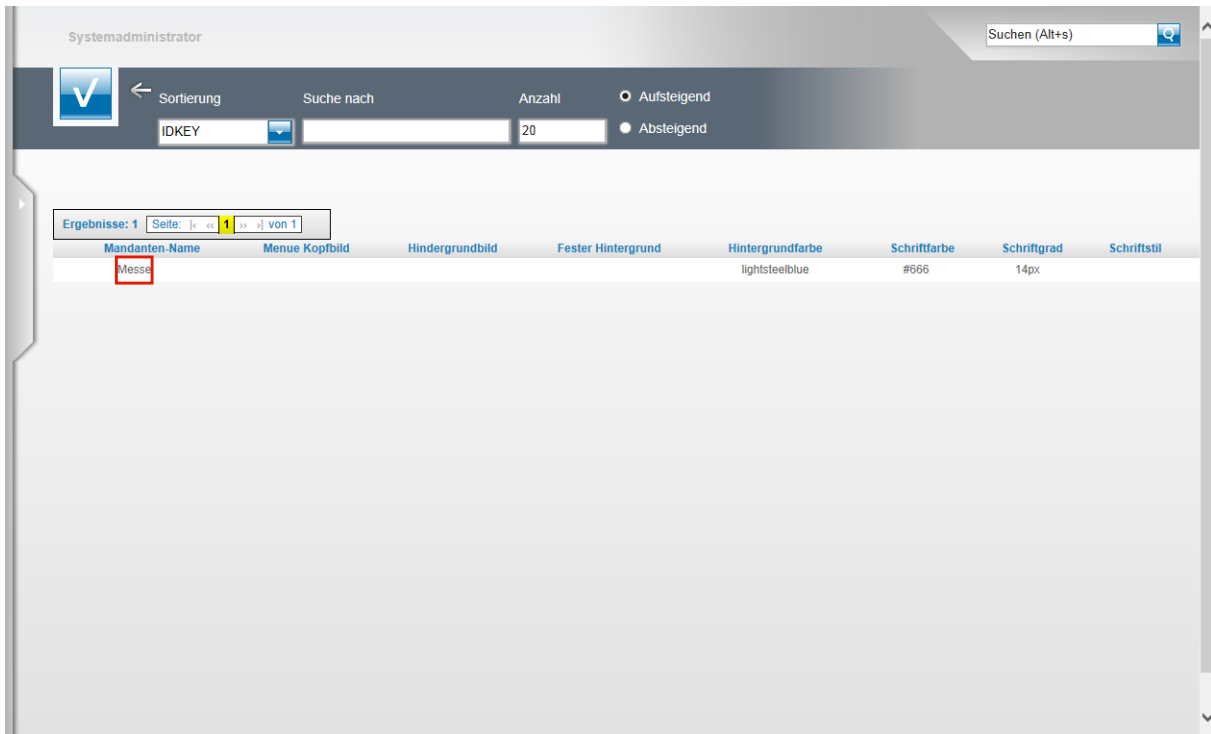 Systemadministrator
Suchen (Alt+s)
Sortierung Suche nach Anzahl Aufsteigend
IDKEY 20 Absteigend
Ergebnisse: 1 Seite: |‹ ‹‹ 1 ›› ›| von 1
Mandanten-Name Menue Kopfbild Hindergrundbild Fester Hintergrund Hintergrundfarbe Schriftfarbe Schriftgrad Schriftstil
Messe lightsteelblue #666 14px